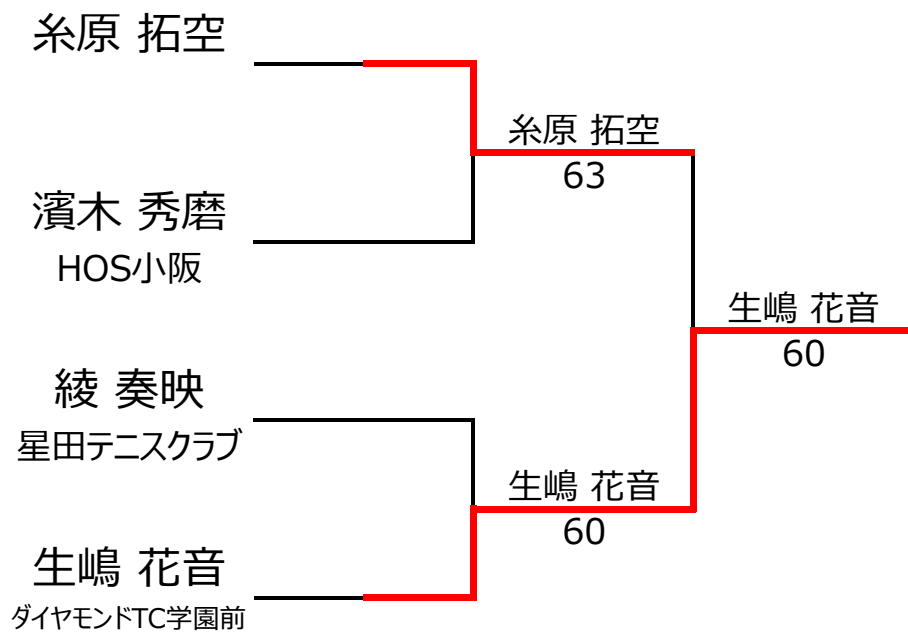 糸原 拓空
濱木 秀磨
HOS小阪
綾 奏映
星田テニスクラブ
生嶋 花音
ダイヤモンドTC学園前
糸原 拓空
63
生嶋 花音
60
生嶋 花音
60